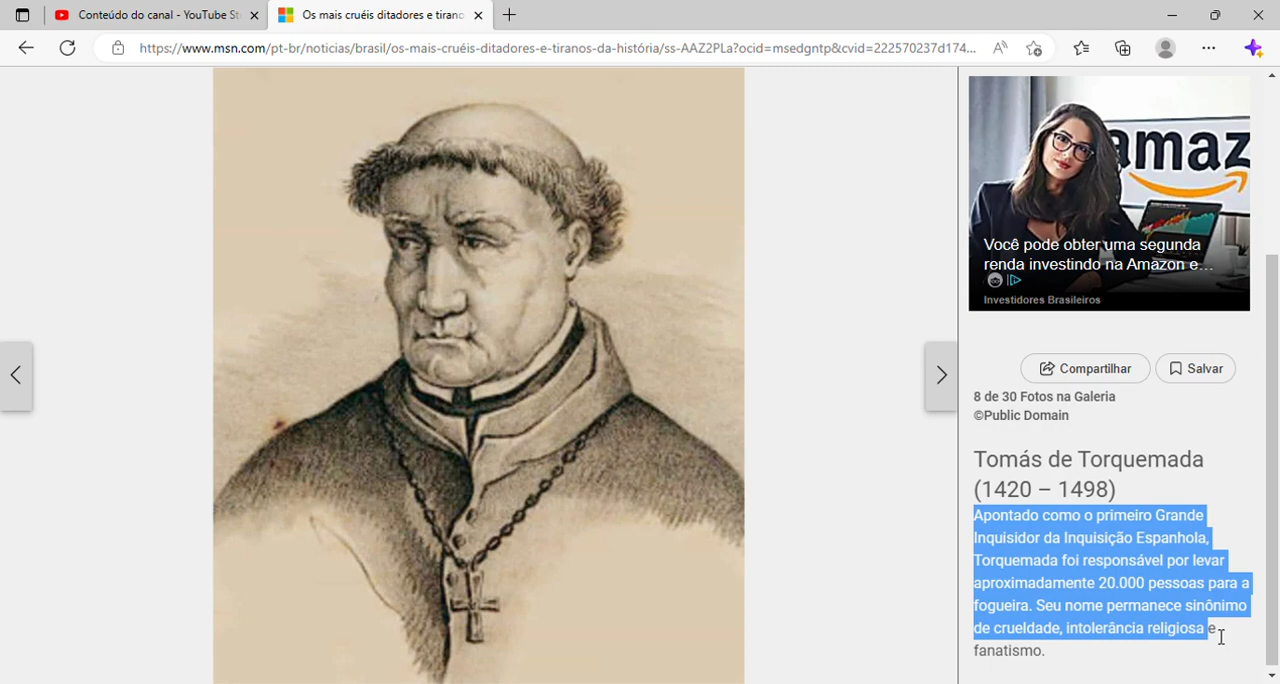 Conteúdo do canal - YouTube St
Os mais cruéis ditadores e tirano
https://www.msn.com/pt-br/noticias/brasil/os-mais-cruéis-ditadores-e-tiranos-da-história/ss-AAZ2PLa?ocid=msedgntp&cvid=222570237d174...
amaz
Você pode obter uma segunda
renda investindo na Amazon e...
Investidores Brasileiros
Compartilhar
Salvar
8 de 30 Fotos na Galeria
©Public Domain
Tomás de Torquemada
(1420 – 1498)
Apontado como o primeiro Grande
Inquisidor da Inquisição Espanhola,
Torquemada foi responsável por levar
aproximadamente 20.000 pessoas para a
fogueira. Seu nome permanece sinônimo
de crueldade, intolerância religiosa e
fanatismo.